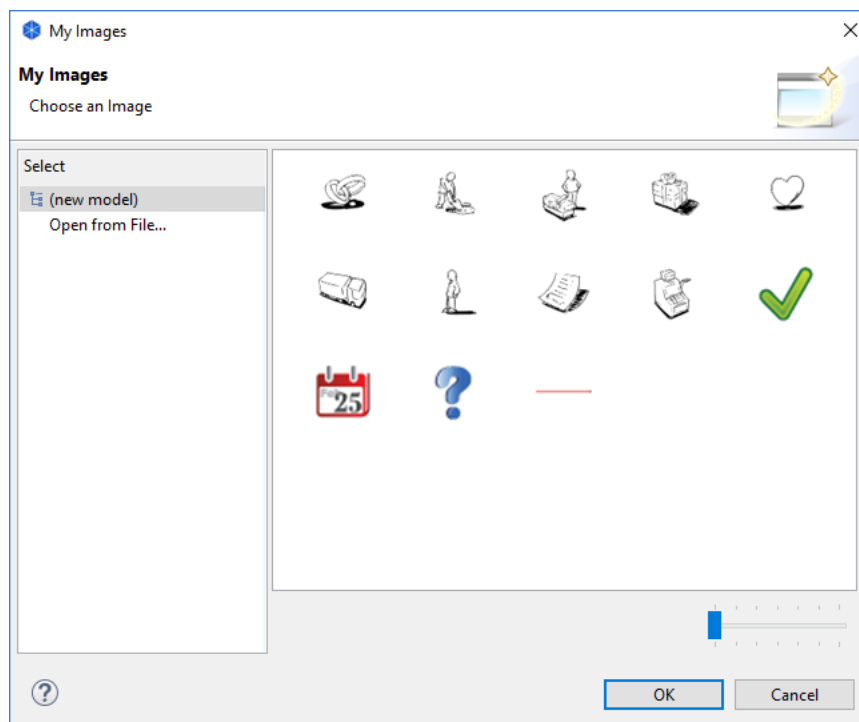 My Images
My Images
Choose an Image
Select
(new model)
Open from File...
Feb
25
?
?
OK
Cancel